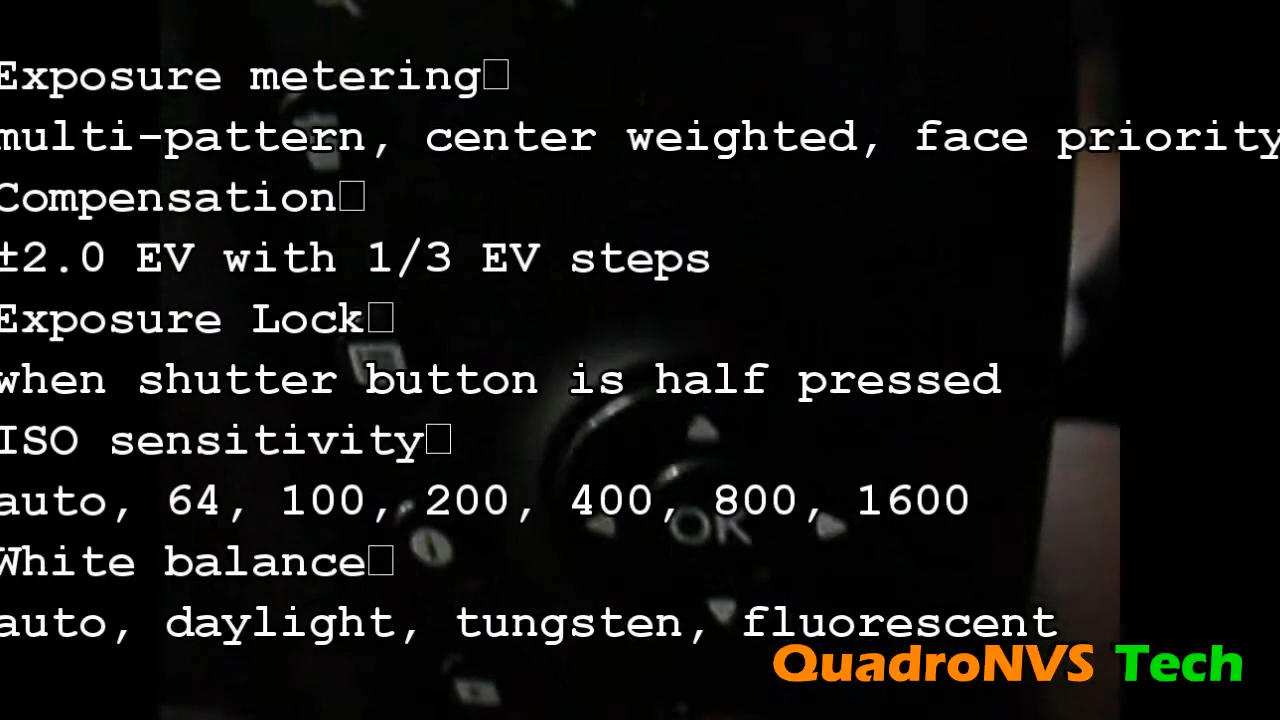 Exposure metering□
multi-pattern, center weighted, face priority
Compensation□
±2.0 EV with 1/3 EV steps
Exposure Lock□
when shutter button is half pressed
ISO sensitivity□
auto, 64, 100, 200, 400, 800, 1600
OK
White balance□
auto, daylight, tungsten, fluorescent
QuadroNVS Tech